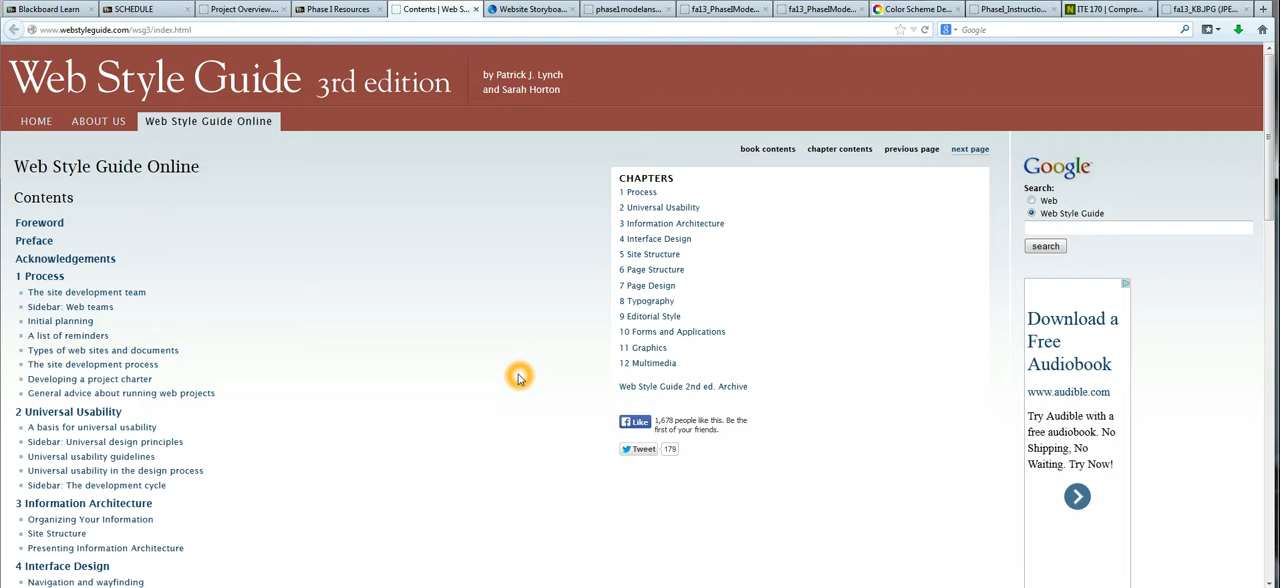 Blackboard Learn
SCHEDULE
Project Overview....
Phase I Resources
Contents | Web S...
Website Storyboa...
phase1modelans...
fa13_PhaseIMode...
fa13_PhaseIMode...
Color Scheme De...
PhaseI_Instructio...
ITE 170 | Compre...
fa13_KB.JPG (JPE...
www.webstyleguide.com/wsg3/index.html
Google
Web Style Guide 3rd edition
by Patrick J. Lynch
and Sarah Horton
HOME
ABOUT US
Web Style Guide Online
book contents
chapter contents
previous page
next page
Web Style Guide Online
Contents
Foreword
Preface
Acknowledgements
1 Process
The site development team
Sidebar: Web teams
Initial planning
A list of reminders
Types of web sites and documents
The site development process
Developing a project charter
General advice about running web projects
2 Universal Usability
A basis for universal usability
Sidebar: Universal design principles
Universal usability guidelines
Universal usability in the design process
Sidebar: The development cycle
3 Information Architecture
Organizing Your Information
Site Structure
Presenting Information Architecture
4 Interface Design
Navigation and wayfinding
CHAPTERS
1 Process
2 Universal Usability
3 Information Architecture
4 Interface Design
5 Site Structure
6 Page Structure
7 Page Design
8 Typography
9 Editorial Style
10 Forms and Applications
11 Graphics
12 Multimedia
Web Style Guide 2nd ed. Archive
Like
1,678 people like this. Be the
first of your friends.
Tweet
179
Google
Search:
Web
Web Style Guide
search
Download a
Free
Audiobook
www.audible.com
Try Audible with a
free audiobook. No
Shipping, No
Waiting. Try Now!